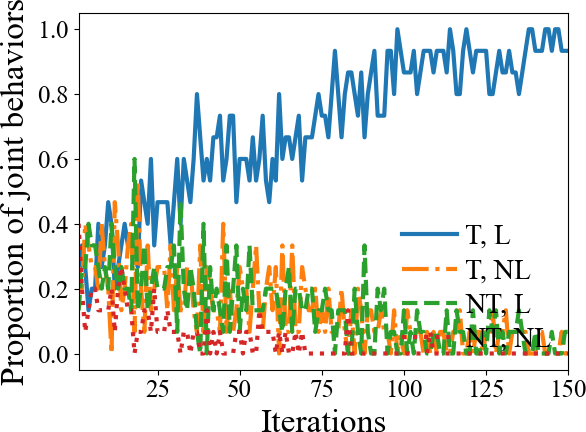 Proportion of joint behaviors
1.0
0.8
0.6
0.4
0.2
0.0
T, L
T, NL
NT, L
NT, NL
25 50 75 100 125 150
Iterations